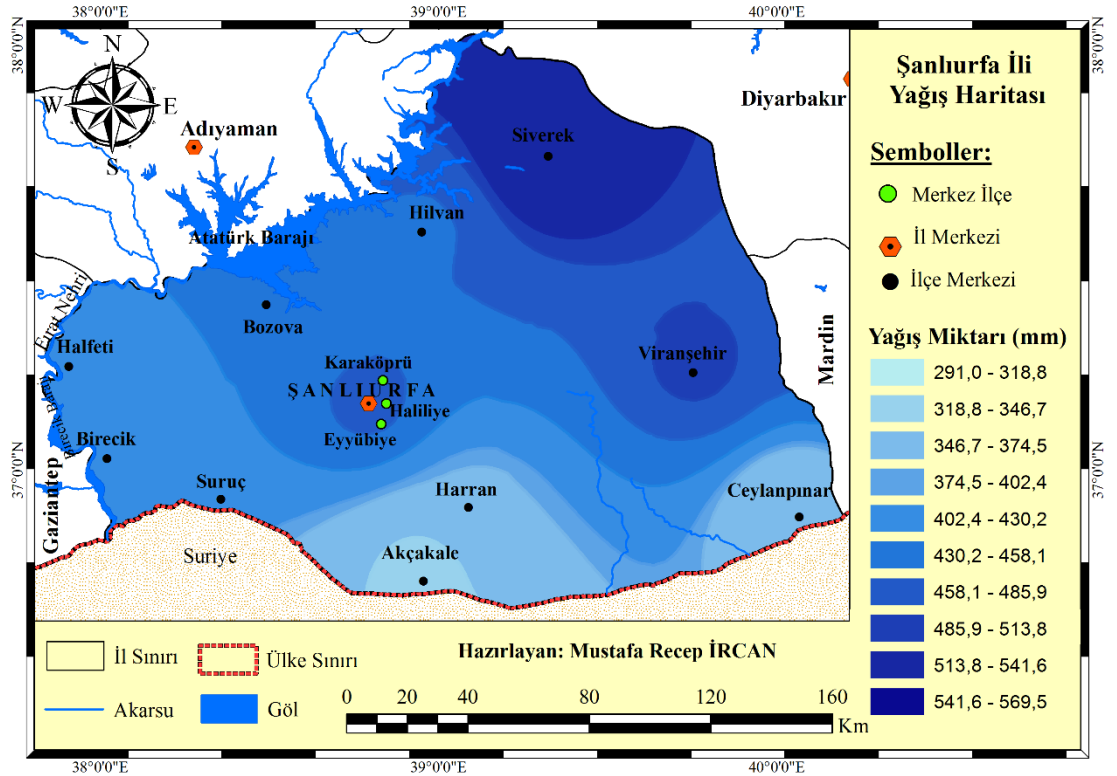 38°0'0"E
39°0'0"E
40°0'0"E
38°0'0"N
38°0'0"N
N
W
E
S
Adıyaman
Diyarbakır
Siverek
Hilvan
Atatürk Barajı
Bozova
Fırat Nehri
Halfeti
Viranşehir
Mardin
Karaköprü
ŞANLIURFA
Haliliye
Eyyübiye
Birecik Barajı
Birecik
37°0'0"N
37°0'0"N
Gaziantep
Suruç
Harran
Ceylanpınar
Akçakale
Suriye
Şanlıurfa İli
Yağış Haritası
Semboller:
Merkez İlçe
İl Merkezi
İlçe Merkezi
Yağış Miktarı (mm)
291,0 - 318,8
318,8 - 346,7
346,7 - 374,5
374,5 - 402,4
402,4 - 430,2
430,2 - 458,1
458,1 - 485,9
485,9 - 513,8
513,8 - 541,6
541,6 - 569,5
İl Sınırı
Ülke Sınırı
Akarsu
Göl
Hazırlayan: Mustafa Recep İRCAN
0 20 40 80 120 160
Km
38°0'0"E
39°0'0"E
40°0'0"E